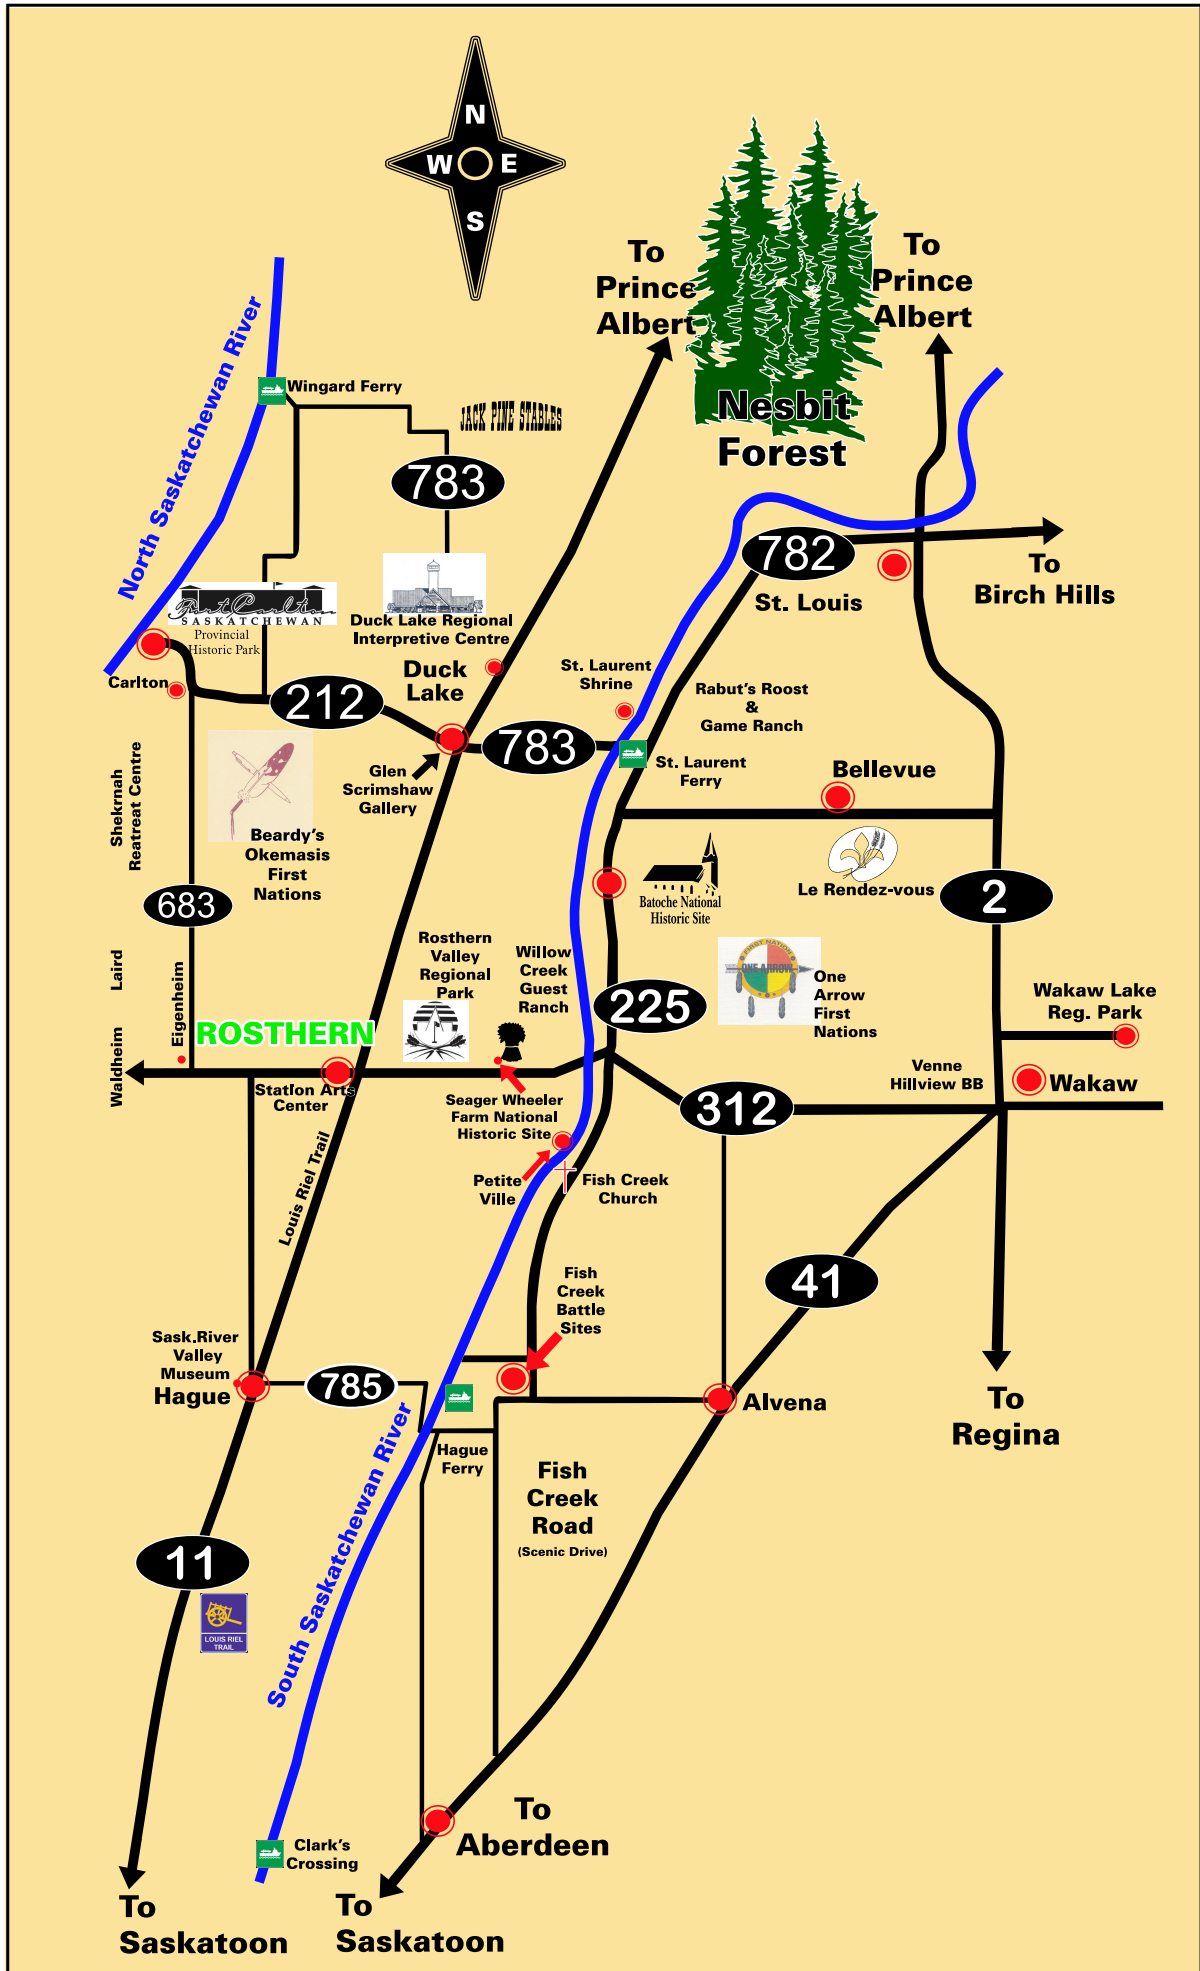 N
W
E
S
To
Prince
Albert
To
Prince
Albert
Nesbit
Forest
North Saskatchewan River
Wingard Ferry
JACK PINE STABLES
783
782
St. Louis
To
Birch Hills
Fort Carlton
SASKATCHEWAN
Provincial
Historic Park
Duck Lake Regional
Interpretive Centre
Duck
Lake
Carlton
212
St. Laurent
Shrine
Rabut's Roost
&
Game Ranch
783
St. Laurent
Ferry
Glen
Scrimshaw
Gallery
Bellevue
Shekrnah
Reatreat Centre
Beardy's
Okemasis
First
Nations
Batoche National
Historic Site
Le Rendez-vous
683
2
Laird
Eigenheim
Rosthern
Valley
Regional
Park
Willow
Creek
Guest
Ranch
225
FIRST NATION
ONE ARROW
One
Arrow
First
Nations
Wakaw Lake
Reg. Park
ROSTHERN
Waldheim
Station Arts
Center
Seager Wheeler
Farm National
Historic Site
Venne
Hillview BB
Wakaw
312
Louis Riel Trail
Petite
Ville
Fish Creek
Church
41
Fish
Creek
Battle
Sites
Sask.River
Valley
Museum
Hague
785
Alvena
To
Regina
Hague
Ferry
Fish
Creek
Road
(Scenic Drive)
South Saskatchewan River
11
LOUIS RIEL
TRAIL
To
Aberdeen
Clark's
Crossing
To
Saskatoon
To
Saskatoon